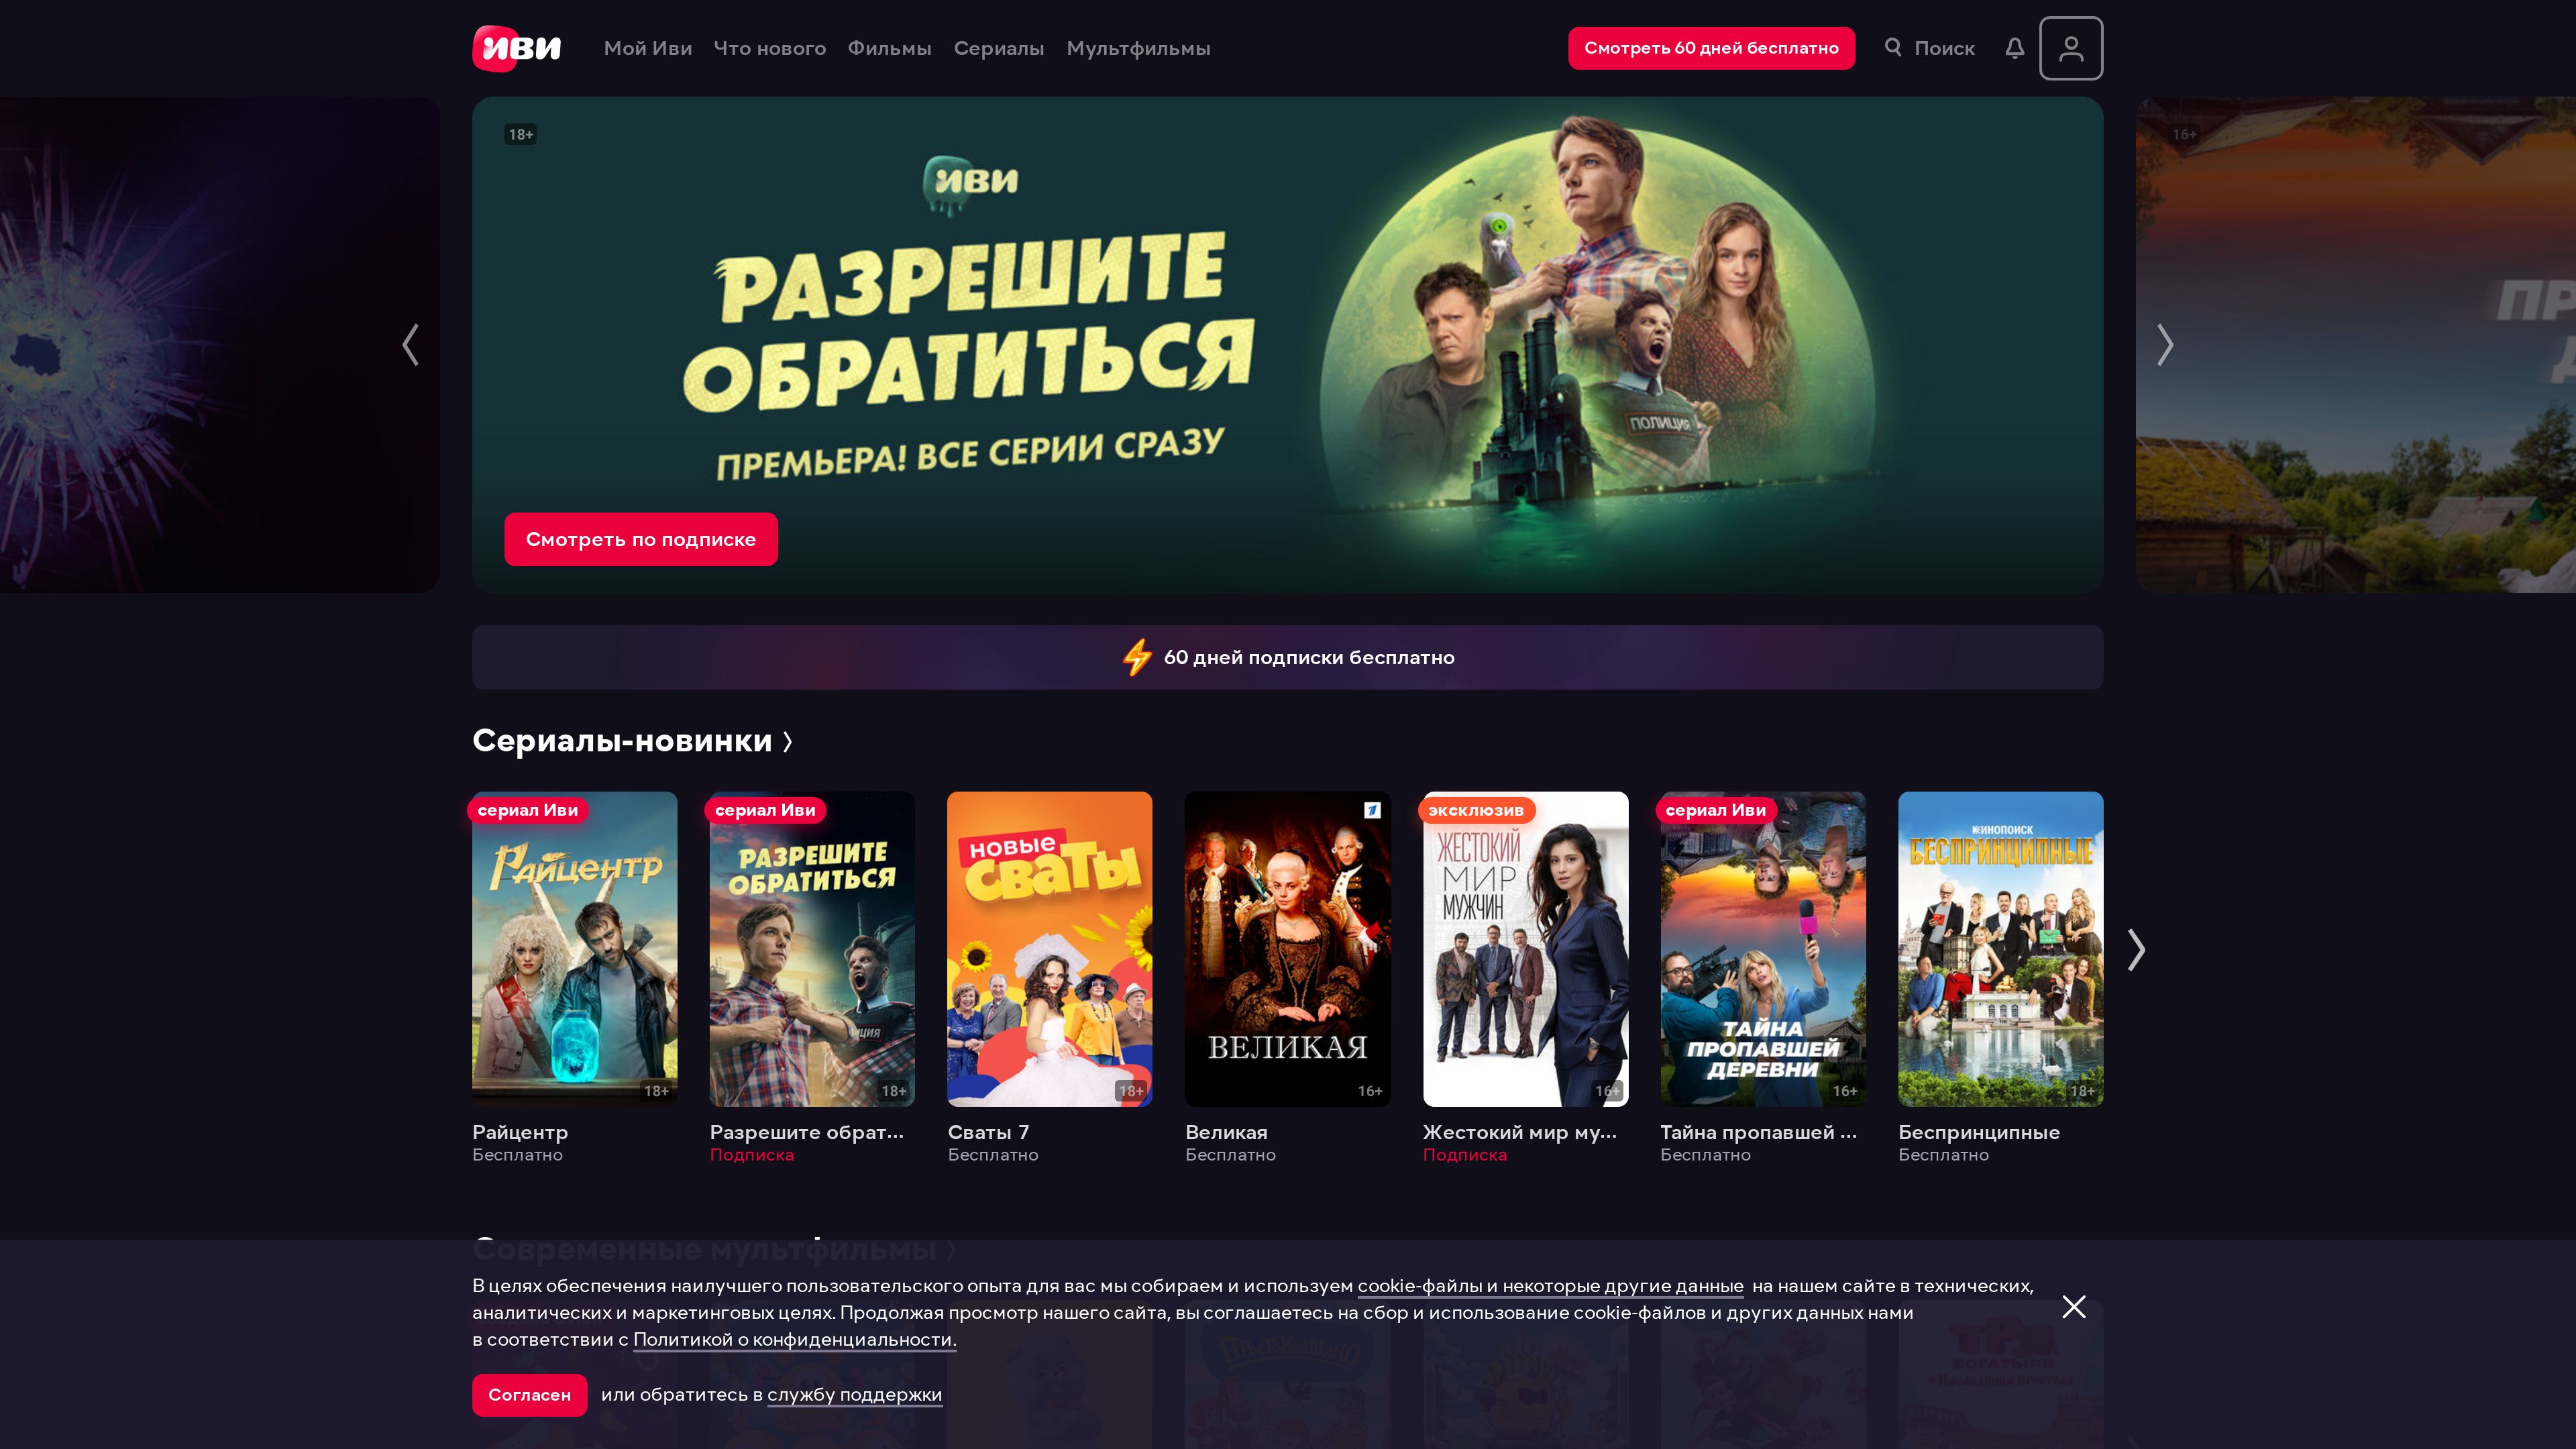 иви
Мой Иви
Что нового
Фильмы
Сериалы
Мультфильмы
Смотреть 60 дней бесплатно
Поиск
18+
иви
РАЗРЕШИТЕ
ОБРАТИТЬСЯ
ПРЕМЬЕРА! ВСЕ СЕРИИ СРАЗУ
ПОЛИЦИЯ
Смотреть по подписке
16+
60 дней подписки бесплатно
Сериалы-новинки
сериал Иви
Райцентр
18+
Райцентр
Бесплатно
сериал Иви
РАЗРЕШИТЕ
ОБРАТИТЬСЯ
18+
Разрешите обрат...
Подписка
НОВЫЕ
СВАТЫ
18+
Сваты 7
Бесплатно
ВЕЛИКАЯ
16+
Великая
Бесплатно
эксклюзив
ЖЕСТОКИЙ
МИР
МУЖЧИН
16+
Жестокий мир му...
Подписка
сериал Иви
ТАЙНА
ПРОПАВШЕЙ
ДЕРЕВНИ
16+
Тайна пропавшей ...
Бесплатно
КИНОПОИСК
БЕСПРИНЦИПНЫЕ
18+
Беспринципные
Бесплатно
Современные мультфильмы
В целях обеспечения наилучшего пользовательского опыта для вас мы собираем и используем cookie-файлы и некоторые другие данные на нашем сайте в технических,
аналитических и маркетинговых целях. Продолжая просмотр нашего сайта, вы соглашаетесь на сбор и использование cookie-файлов и других данных нами
в соответствии с Политикой о конфиденциальности.
Согласен
или обратитесь в службу поддержки